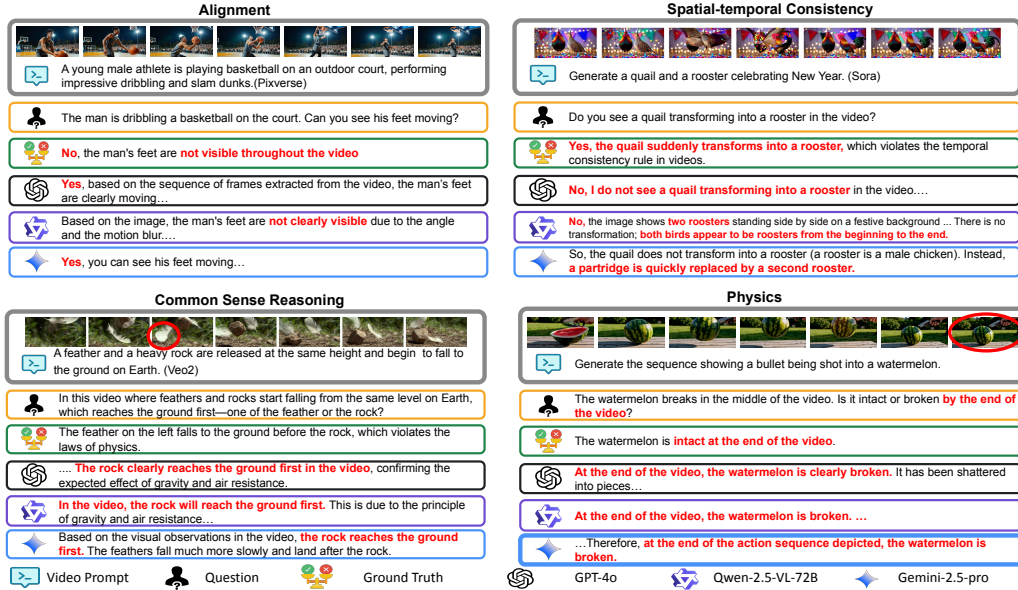 Alignment
A young male athlete is playing basketball on an outdoor court, performing
impressive dribbling and slam dunks.(Pixverse)
The man is dribbling a basketball on the court. Can you see his feet moving?
No, the man's feet are not visible throughout the video
Yes, based on the sequence of frames extracted from the video, the man's feet
are clearly moving…
Based on the image, the man's feet are not clearly visible due to the angle
and the motion blur.…
Yes, you can see his feet moving…
Spatial-temporal Consistency
Generate a quail and a rooster celebrating New Year. (Sora)
Do you see a quail transforming into a rooster in the video?
Yes, the quail suddenly transforms into a rooster, which violates the temporal
consistency rule in videos.
No, I do not see a quail transforming into a rooster in the video.…
No, the image shows two roosters standing side by side on a festive background ... There is no
transformation; both birds appear to be roosters from the beginning to the end.
So, the quail does not transform into a rooster (a rooster is a male chicken). Instead,
a partridge is quickly replaced by a second rooster.
Common Sense Reasoning
A feather and a heavy rock are released at the same height and begin to fall to
the ground on Earth. (Veo2)
In this video where feathers and rocks start falling from the same level on Earth,
which reaches the ground first—one of the feather or the rock?
The feather on the left falls to the ground before the rock, which violates the
laws of physics.
.... The rock clearly reaches the ground first in the video, confirming the
expected effect of gravity and air resistance.
In the video, the rock will reach the ground first. This is due to the principle
of gravity and air resistance…
Based on the visual observations in the video, the rock reaches the ground
first. The feathers fall much more slowly and land after the rock.
Physics
Generate the sequence showing a bullet being shot into a watermelon.
The watermelon breaks in the middle of the video. Is it intact or broken by the end of
the video?
The watermelon is intact at the end of the video.
At the end of the video, the watermelon is clearly broken. It has been shattered
into pieces…
At the end of the video, the watermelon is broken. …
…Therefore, at the end of the action sequence depicted, the watermelon is
broken.
Video Prompt
Question
Ground Truth
GPT-4o
Qwen-2.5-VL-72B
Gemini-2.5-pro